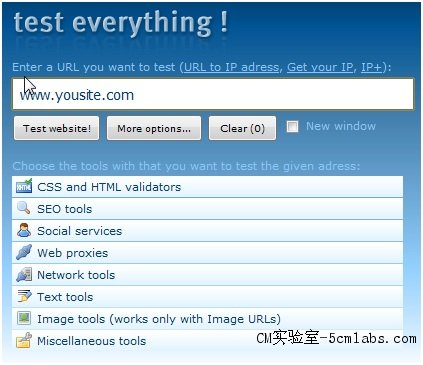 test everything !
Enter a URL you want to test (URL to IP adress, Get your IP, IP+):
www.yousite.com
Test website! More options... Clear (0) New window
Choose the tools with that you want to test the given adress:
CSS and HTML validators
SEO tools
Social services
Web proxies
Network tools
Text tools
Image tools (works only with Image URLs)
Miscellaneous tools
CM实验室-5cmlabs.com